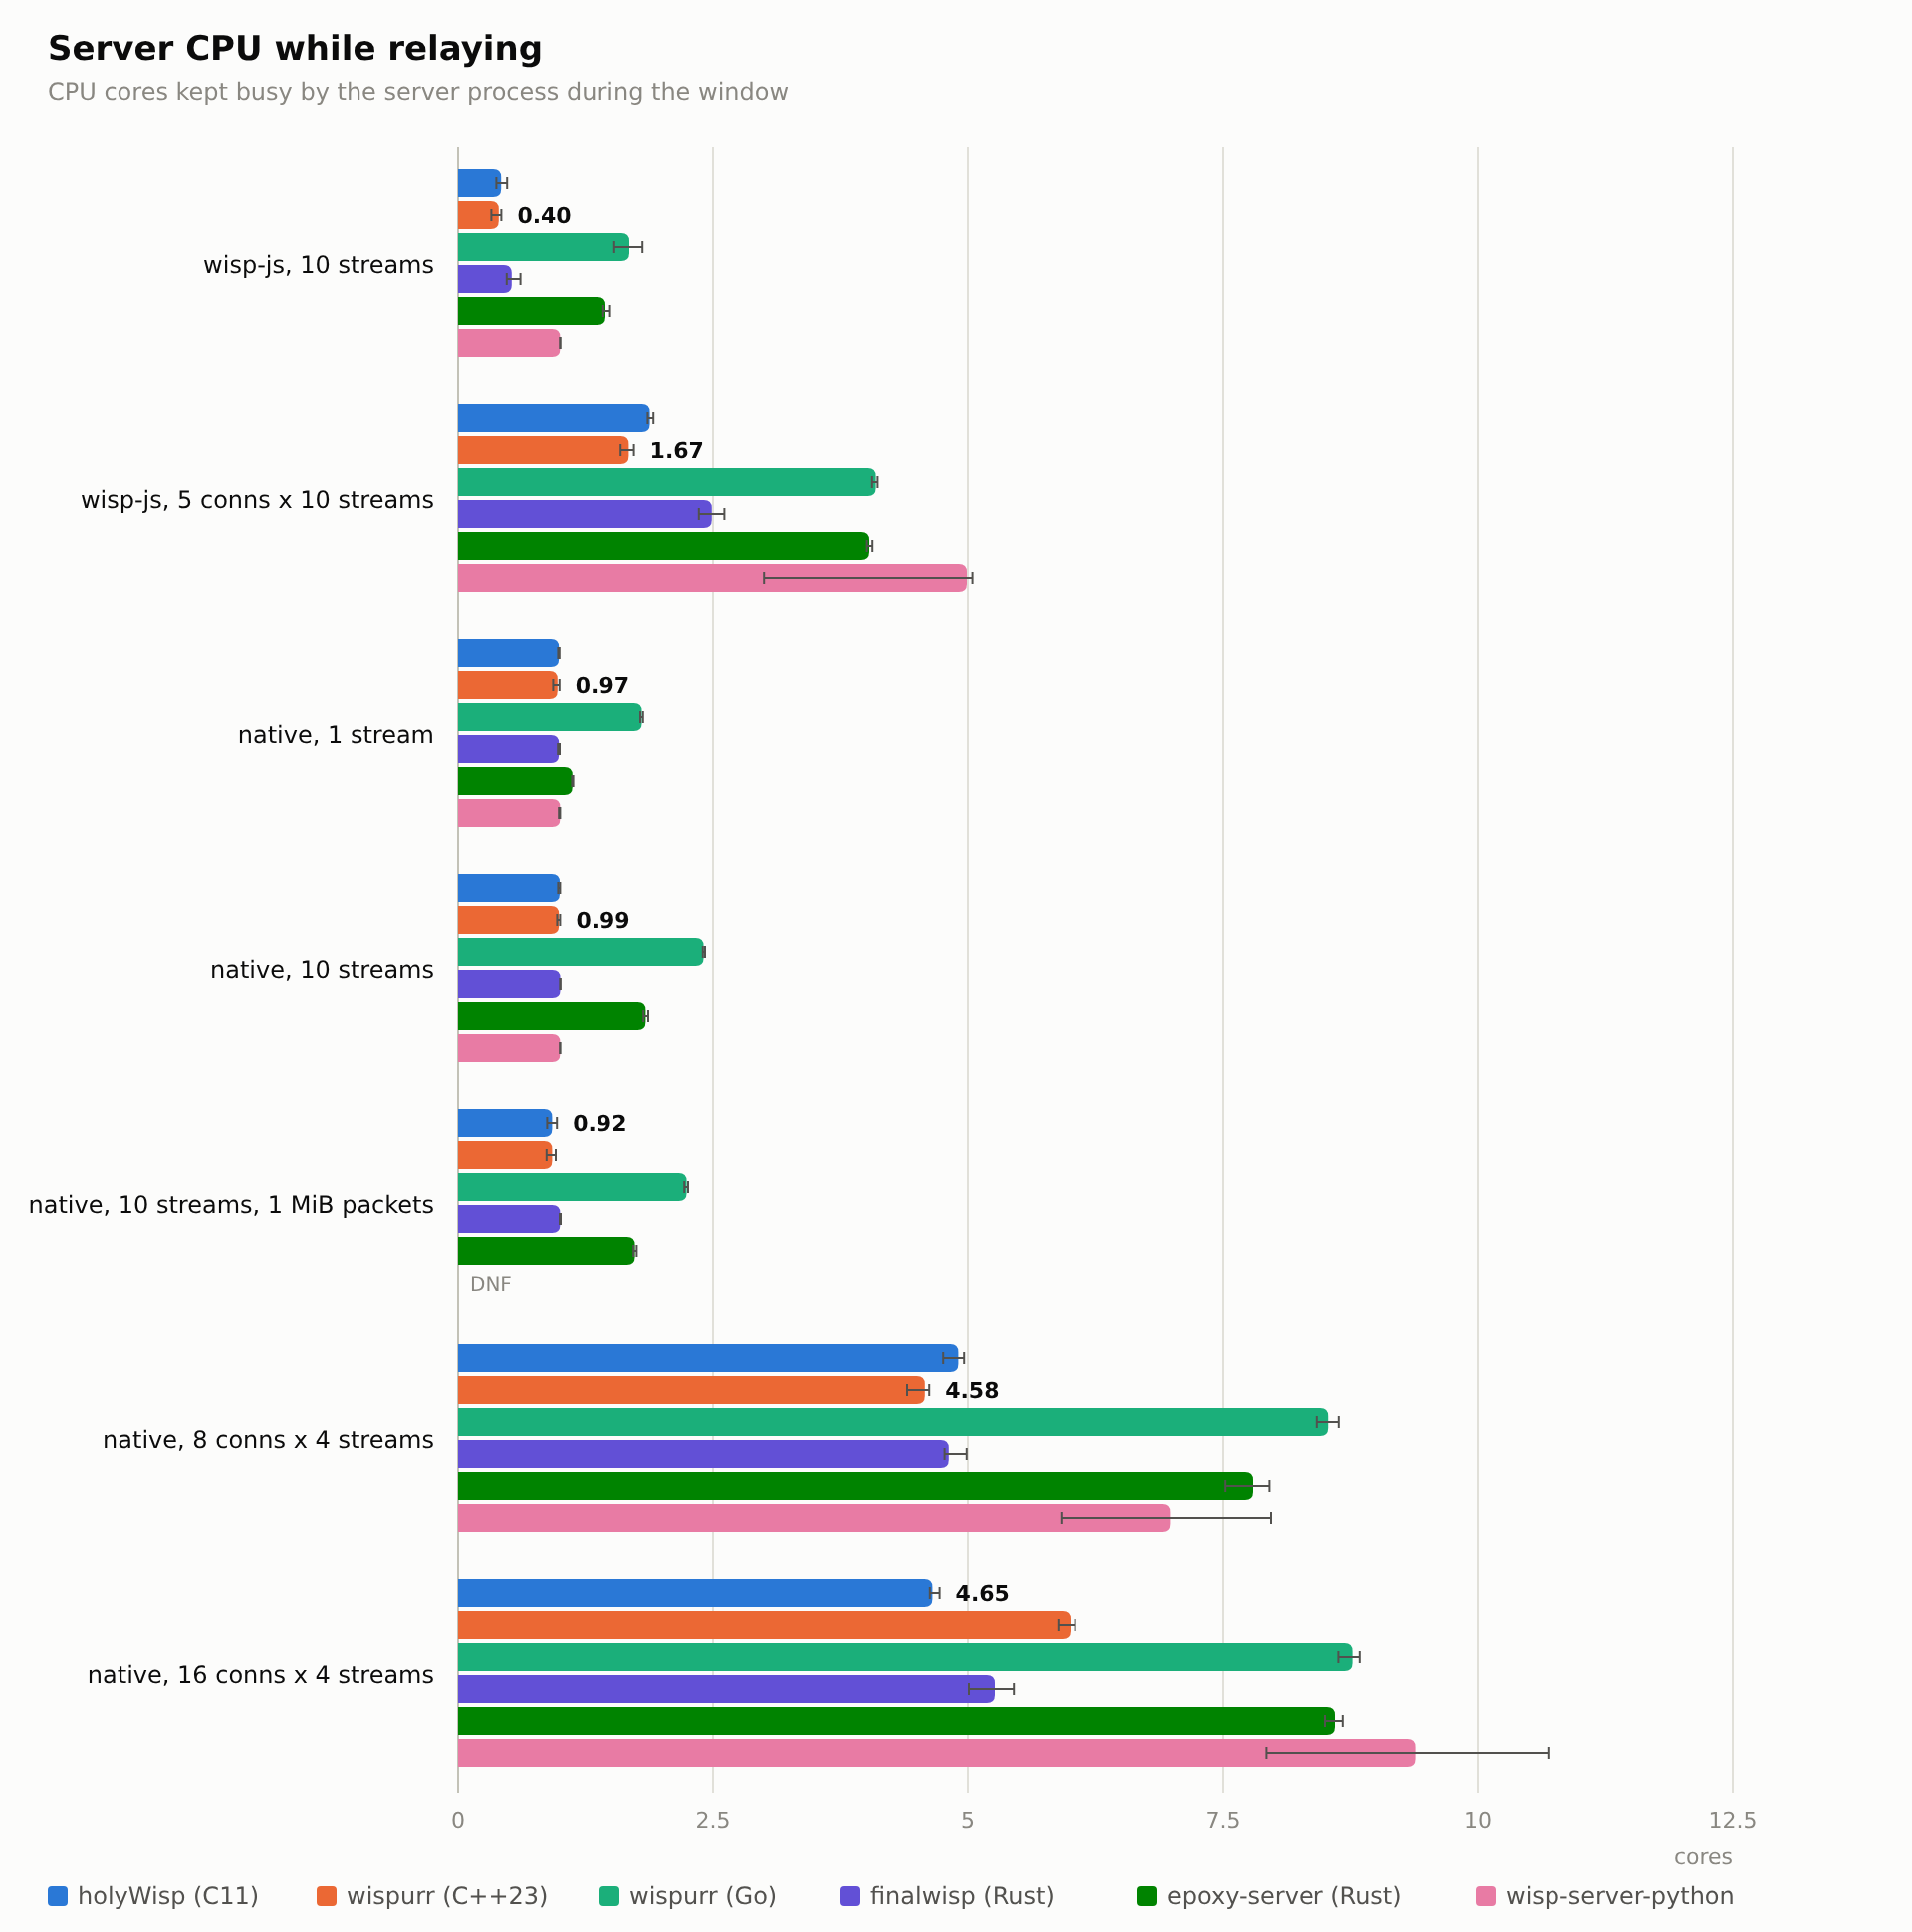 Server CPU while relaying
CPU cores kept busy by the server process during the window
0.40
wisp-js, 10 streams
1.67
wisp-js, 5 conns x 10 streams
0.97
native, 1 stream
0.99
native, 10 streams
0.92
native, 10 streams, 1 MiB packets
DNF
4.58
native, 8 conns x 4 streams
4.65
native, 16 conns x 4 streams
0 2.5 5 7.5 10 12.5
cores
holyWisp (C11) wispurr (C++23) wispurr (Go) finalwisp (Rust) epoxy-server (Rust) wisp-server-python